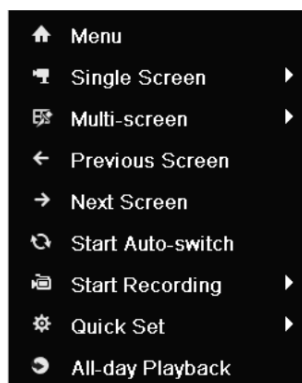 Menu
Single Screen
Multi-screen
Previous Screen
Next Screen
Start Auto-switch
Start Recording
Quick Set
All-day Playback